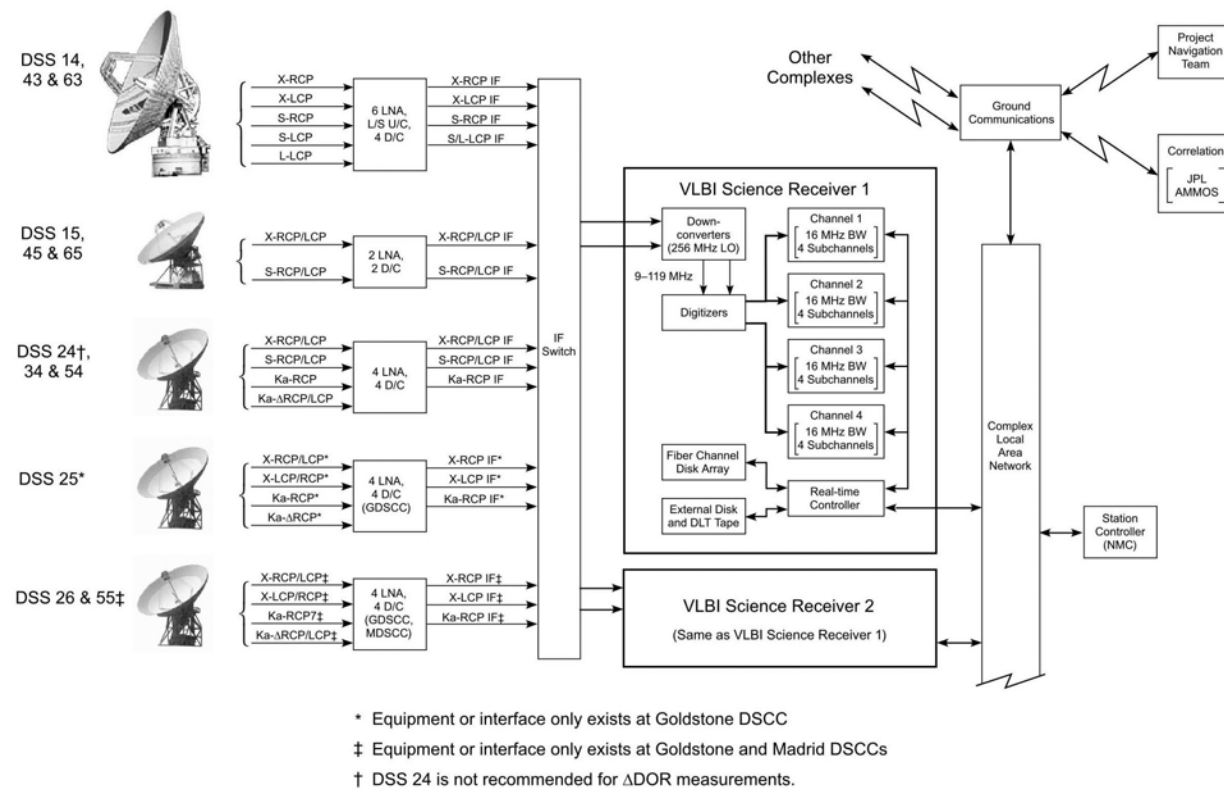 DSS 14,
43 & 63
X-RCP
X-LCP
S-RCP
S-LCP
L-LCP
6 LNA,
L/S U/C,
4 D/C
X-RCP IF
X-LCP IF
S-RCP IF
S/L-LCP IF
DSS 15,
45 & 65
X-RCP/LCP
S-RCP/LCP
2 LNA,
2 D/C
X-RCP/LCP IF
S-RCP/LCP IF
DSS 24†,
34 & 54
X-RCP/LCP
S-RCP/LCP
Ka-RCP
Ka-ΔRCP/LCP
4 LNA,
4 D/C
X-RCP/LCP IF
S-RCP/LCP IF
Ka-RCP IF
DSS 25*
X-RCP/LCP*
X-LCP/RCP*
Ka-RCP*
Ka-ΔRCP*
4 LNA,
4 D/C
(GDSCC)
X-RCP IF*
X-LCP IF*
Ka-RCP IF*
DSS 26 & 55‡
X-RCP/LCP‡
X-LCP/RCP‡
Ka-RCP7‡
Ka-ΔRCP/LCP‡
4 LNA,
4 D/C
(GDSCC,
MDSCC)
X-RCP IF‡
X-LCP IF‡
Ka-RCP IF‡
IF
Switch
Other
Complexes
Ground
Communications
Project
Navigation
Team
Correlation
JPL
AMMOS
VLBI Science Receiver 1
Down-
converters
(256 MHz LO)
9–119 MHz
Digitizers
Channel 1
16 MHz BW
4 Subchannels
Channel 2
16 MHz BW
4 Subchannels
Channel 3
16 MHz BW
4 Subchannels
Channel 4
16 MHz BW
4 Subchannels
Fiber Channel
Disk Array
External Disk
and DLT Tape
Real-time
Controller
VLBI Science Receiver 2
(Same as VLBI Science Receiver 1)
Complex
Local
Area
Network
Station
Controller
(NMC)
* Equipment or interface only exists at Goldstone DSCC
‡ Equipment or interface only exists at Goldstone and Madrid DSCCs
† DSS 24 is not recommended for ΔDOR measurements.